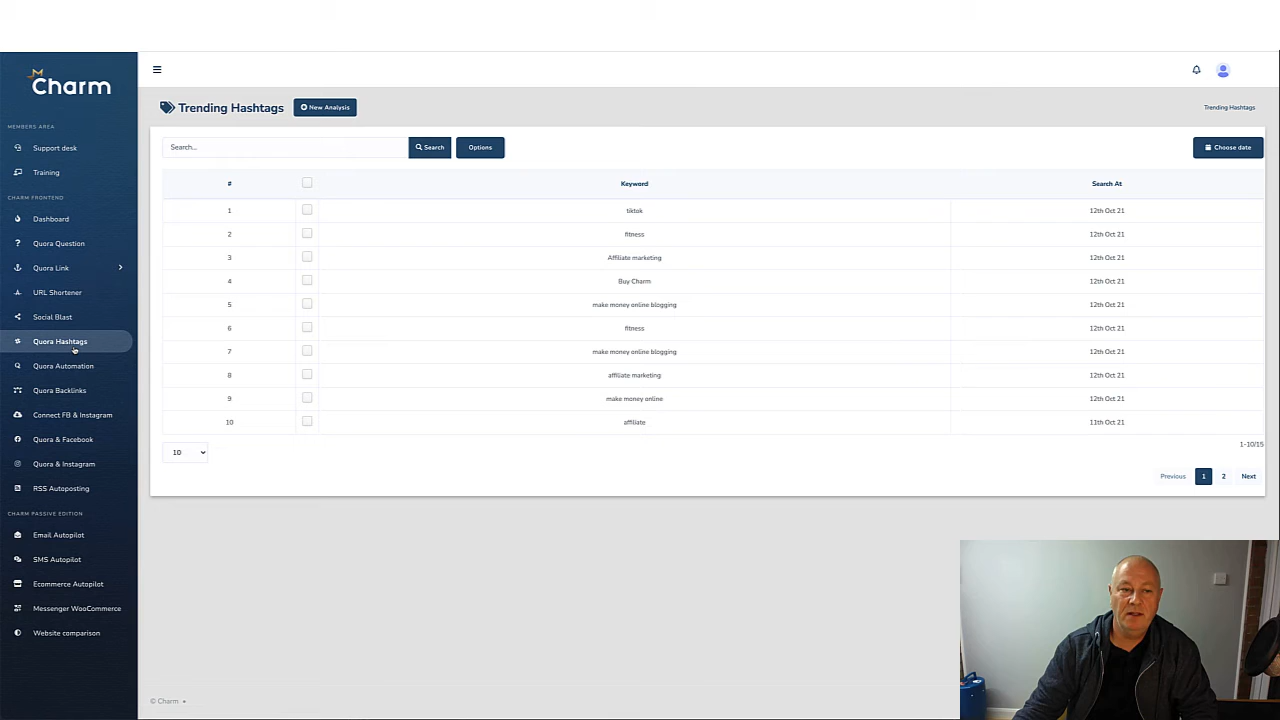 Charm
MEMBERS AREA
Support desk
Training
CHARM FRONTEND
Dashboard
Quora Question
Quora Link
URL Shortener
Social Blast
Quora Hashtags
Quora Automation
Quora Backlinks
Connect FB & Instagram
Quora & Facebook
Quora & Instagram
RSS Autoposting
CHARM PASSIVE EDITION
Email Autopilot
SMS Autopilot
Ecommerce Autopilot
Messenger WooCommerce
Website comparison
Trending Hashtags
New Analysis
Trending Hashtags
Search...
Search
Options
Choose date
# Keyword Search At
1 tiktok 12th Oct 21
2 fitness 12th Oct 21
3 Affiliate marketing 12th Oct 21
4 Buy Charm 12th Oct 21
5 make money online blogging 12th Oct 21
6 fitness 12th Oct 21
7 make money online blogging 12th Oct 21
8 affiliate marketing 12th Oct 21
9 make money online 12th Oct 21
10 affiliate 11th Oct 21
10
1-10/15
Previous 1 2 Next
© Charm